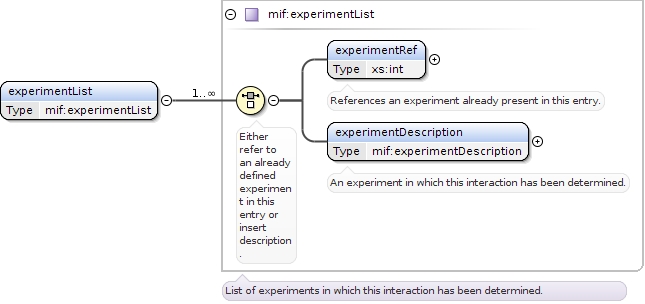 mif:experimentList
experimentList
Type mif:experimentList
1..∞
experimentRef
Type xs:int
References an experiment already present in this entry.
experimentDescription
Type mif:experimentDescription
An experiment in which this interaction has been determined.
Either
refer to
an already
defined
experimen
t in this
entry or
insert
description
.
List of experiments in which this interaction has been determined.